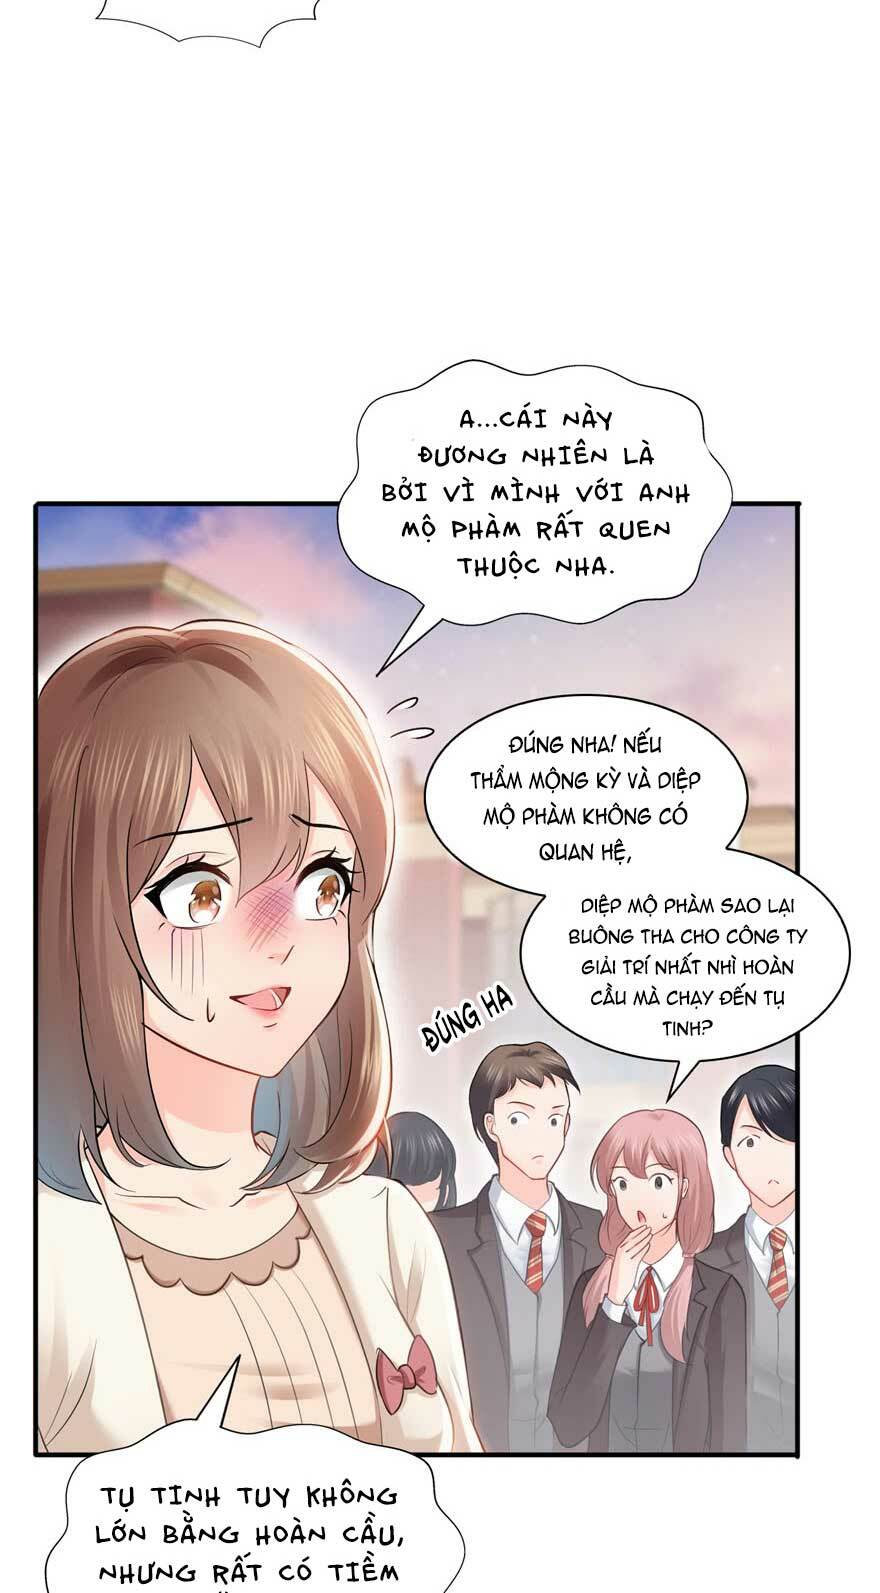 A...CÁI NÀY
ĐƯƠNG NHIÊN LÀ
BỞI VÌ MÌNH VỚI ANH
MỘ PHÀM RẤT QUEN
THUỘC NHA.
ĐÚNG NHA! NẾU
THẨM MỘNG KỲ VÀ DIỆP
MỘ PHÀM KHÔNG CÓ
QUAN HỆ,
DIỆP MỘ PHÀM SAO LẠI
BUÔNG THA CHO CÔNG TY
GIẢI TRÍ NHẤT NHÌ HOÀN
CẦU MÀ CHẠY ĐẾN TỤ
TINH?
ĐÚNG HA
TỤ TINH TUY KHÔNG
LỚN BẰNG HOÀN CẦU,
NHƯNG RẤT CÓ TIỀM